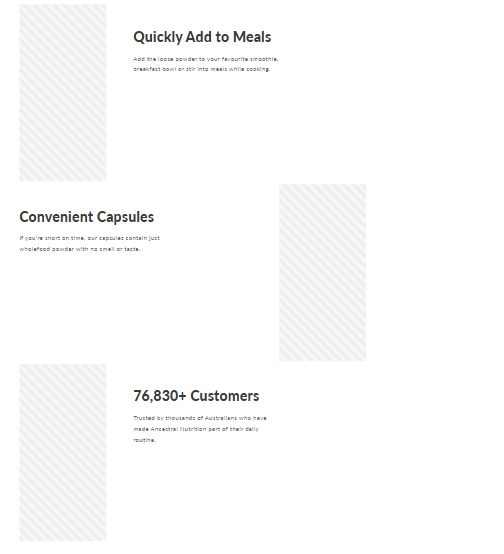 Quickly Add to Meals
Add the loose powder to your favourite smoothie,
breakfast bowl or stir into meals while cooking.
Convenient Capsules
If you're short on time, our capsules contain just
wholefood powder with no smell or taste.
76,830+ Customers
Trusted by thousands of Australians who have
made Ancestral Nutrition part of their daily
routine.